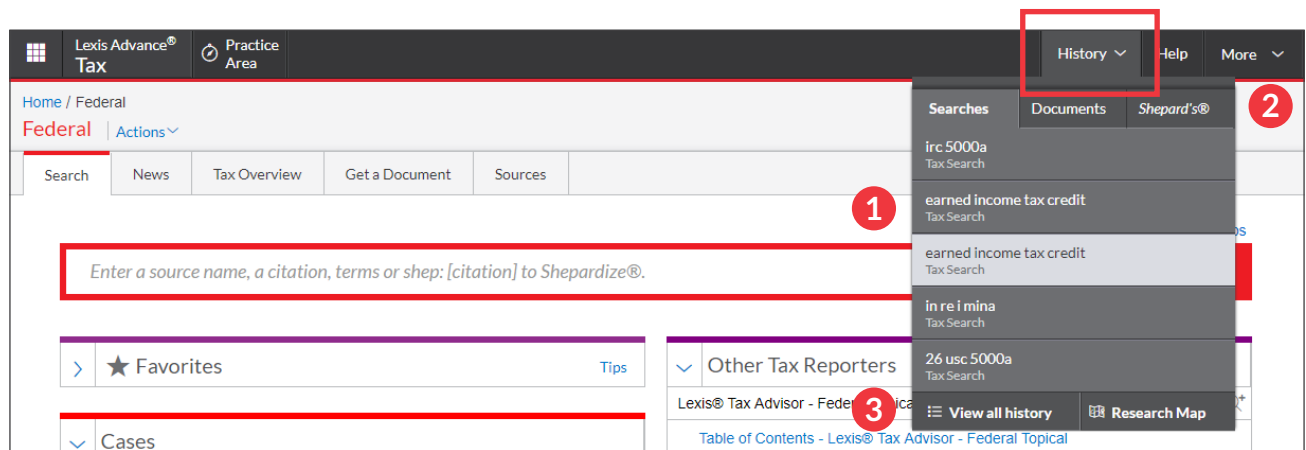 Lexis Advance®
Tax
Practice
Area
History
Help
More
Home / Federal
Federal
Actions
Searches
Documents
Shepard's®
2
irc 5000a
Tax Search
Search
News
Tax Overview
Get a Document
Sources
1
earned income tax credit
Tax Search
earned income tax credit
Tax Search
Enter a source name, a citation, terms or shep: [citation] to Shepardize®.
in re i mina
Tax Search
26 usc 5000a
Tax Search
Favorites
Tips
Other Tax Reporters
Lexis® Tax Advisor - Federal
3
View all history
Research Map
Cases
Table of Contents - Lexis® Tax Advisor - Federal Topical